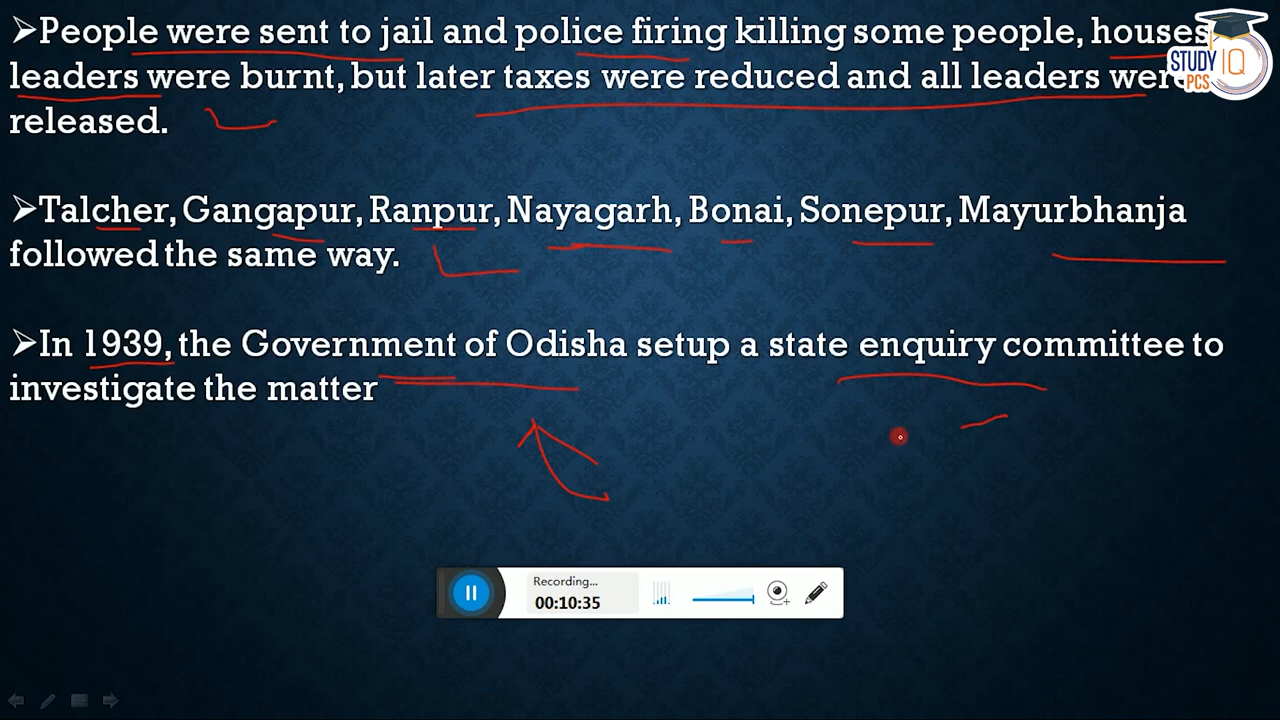 ➢People were sent to jail and police firing killing some people, houses
leaders were burnt, but later taxes were reduced and all leaders were
released.
➢Talcher, Gangapur, Ranpur, Nayagarh, Bonai, Sonepur, Mayurbhanja
followed the same way.
➢In 1939, the Government of Odisha setup a state enquiry committee to
investigate the matter
STUDY IQ
PCS
Recording...
00:10:35